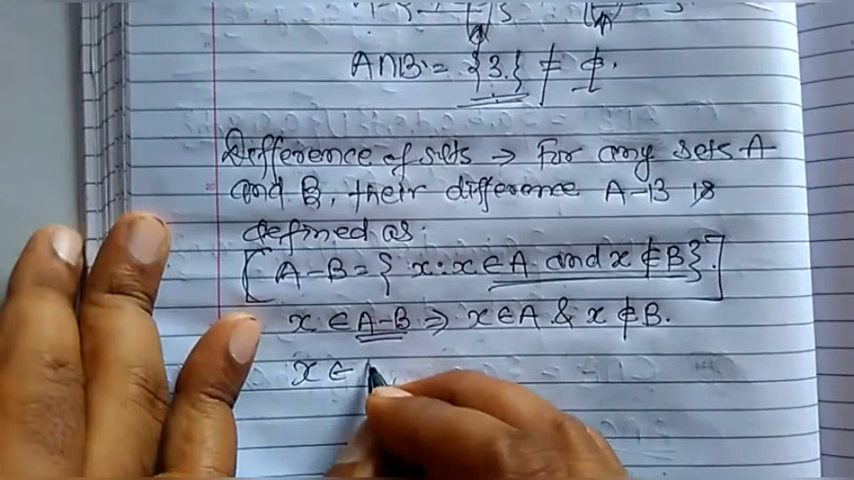 A∩B = {3} ≠ ϕ.
Difference of sets → For any sets A
and B, their difference A-B is
defined as:
[A-B = { x : x ∈ A and x ∉ B}].
x ∈ A-B ⇒ x ∈ A & x ∉ B.
x ∈